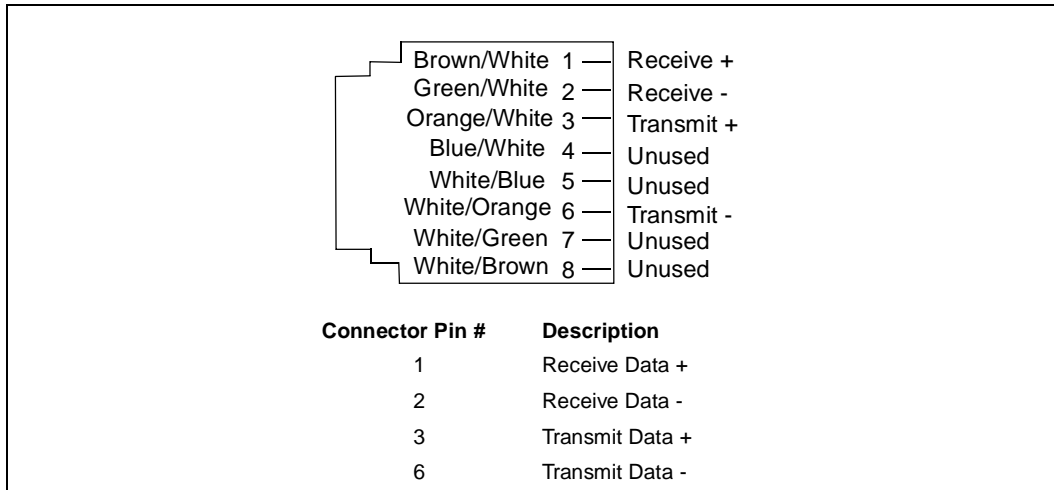 Brown/White 1 Receive +
Green/White 2 Receive -
Orange/White 3 Transmit +
Blue/White 4 Unused
White/Blue 5 Unused
White/Orange 6 Transmit -
White/Green 7 Unused
White/Brown 8 Unused
Connector Pin # Description
1 Receive Data +
2 Receive Data -
3 Transmit Data +
6 Transmit Data -